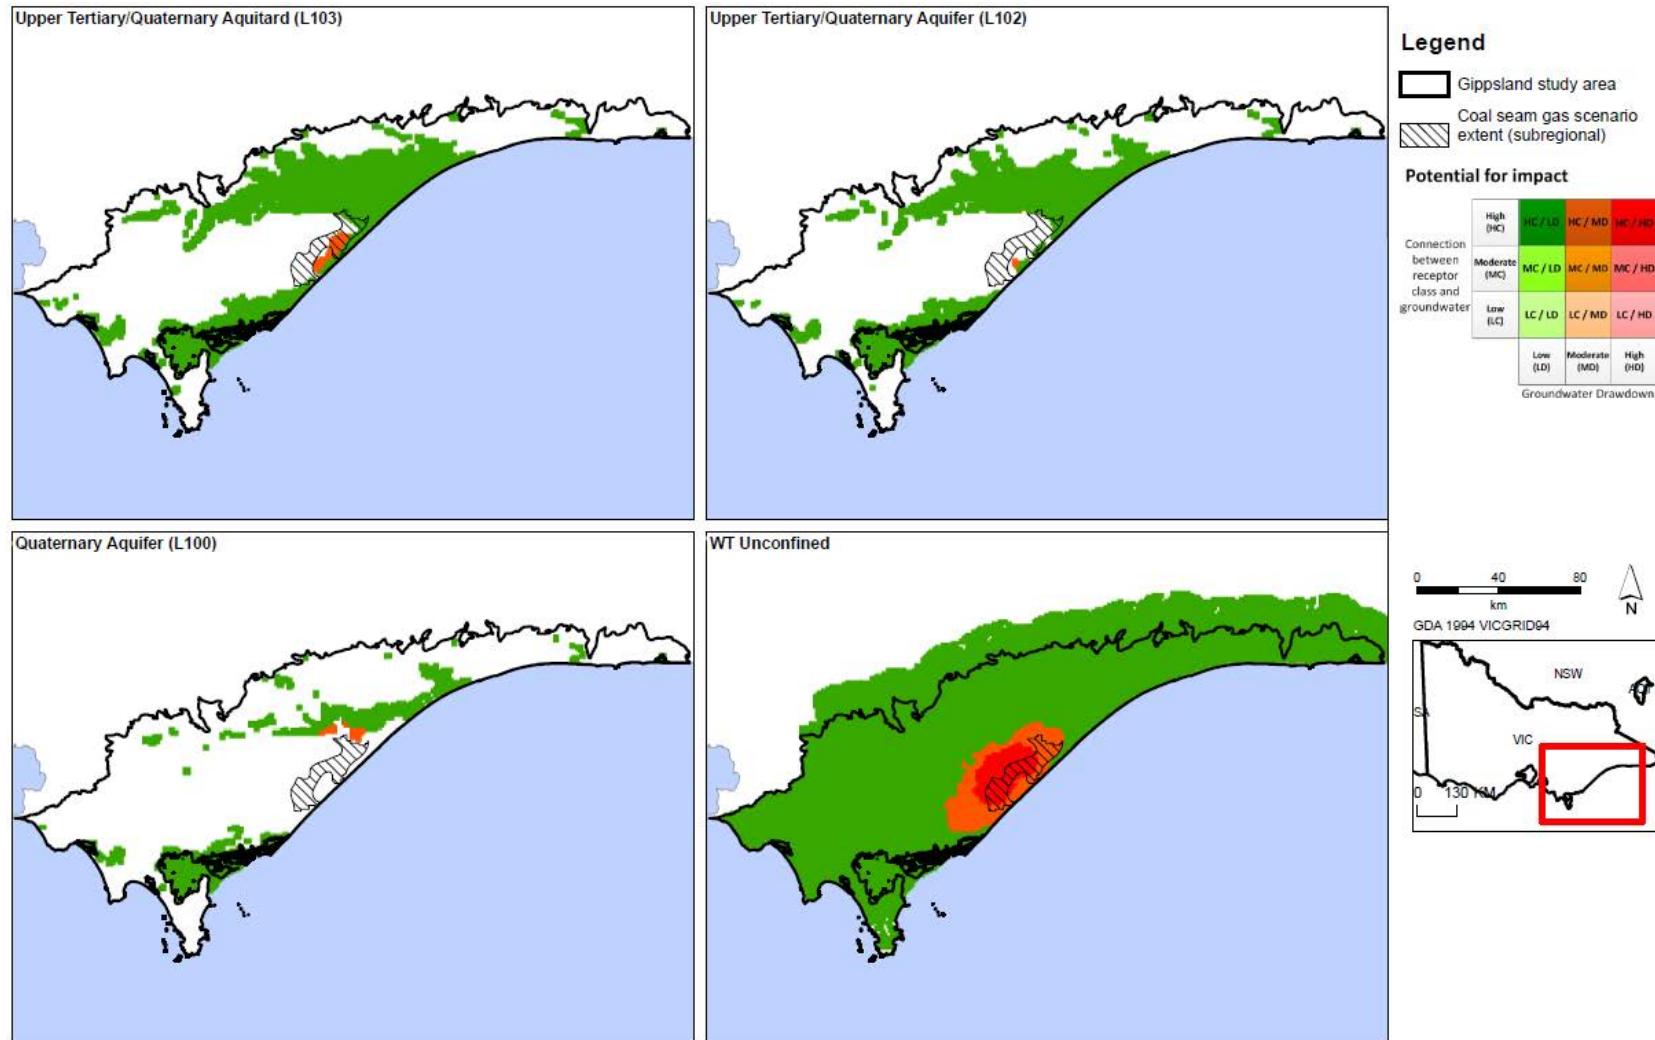 Upper Tertiary/Quaternary Aquitard (L103)
Upper Tertiary/Quaternary Aquifer (L102)
Legend
Gippsland study area
Coal seam gas scenario
extent (subregional)
Potential for impact
Connection
between
receptor
class and
groundwater
High
(HC)
HC / LD
HC / MD
HC / HD
Moderate
(MC)
MC / LD
MC / MD
MC / HD
Low
(LC)
LC / LD
LC / MD
LC / HD
Low
(LD)
Moderate
(MD)
High
(HD)
Groundwater Drawdown
Quaternary Aquifer (L100)
WT Unconfined
0 40 80
km
N
GDA 1994 VICGRID94
NSW
ACT
SA
VIC
0 130 KM